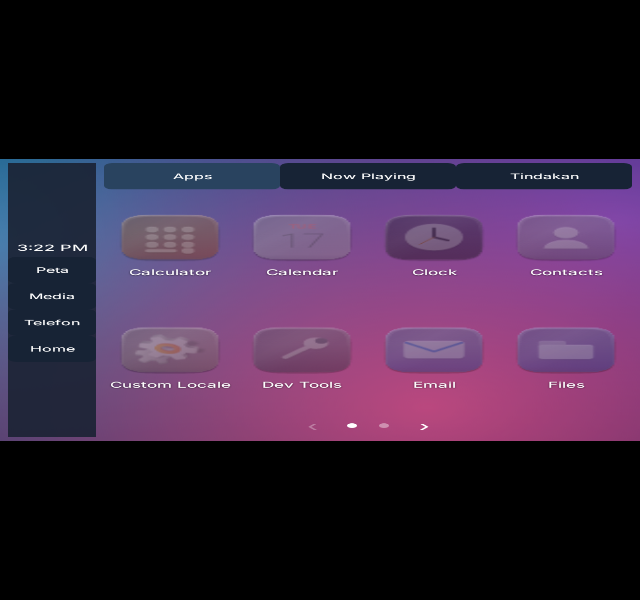 Apps
Now Playing
Tindakan
3:22 PM
Peta
Media
Telefon
Home
17
Calculator
Calendar
Clock
Contacts
Custom Locale
Dev Tools
Email
Files